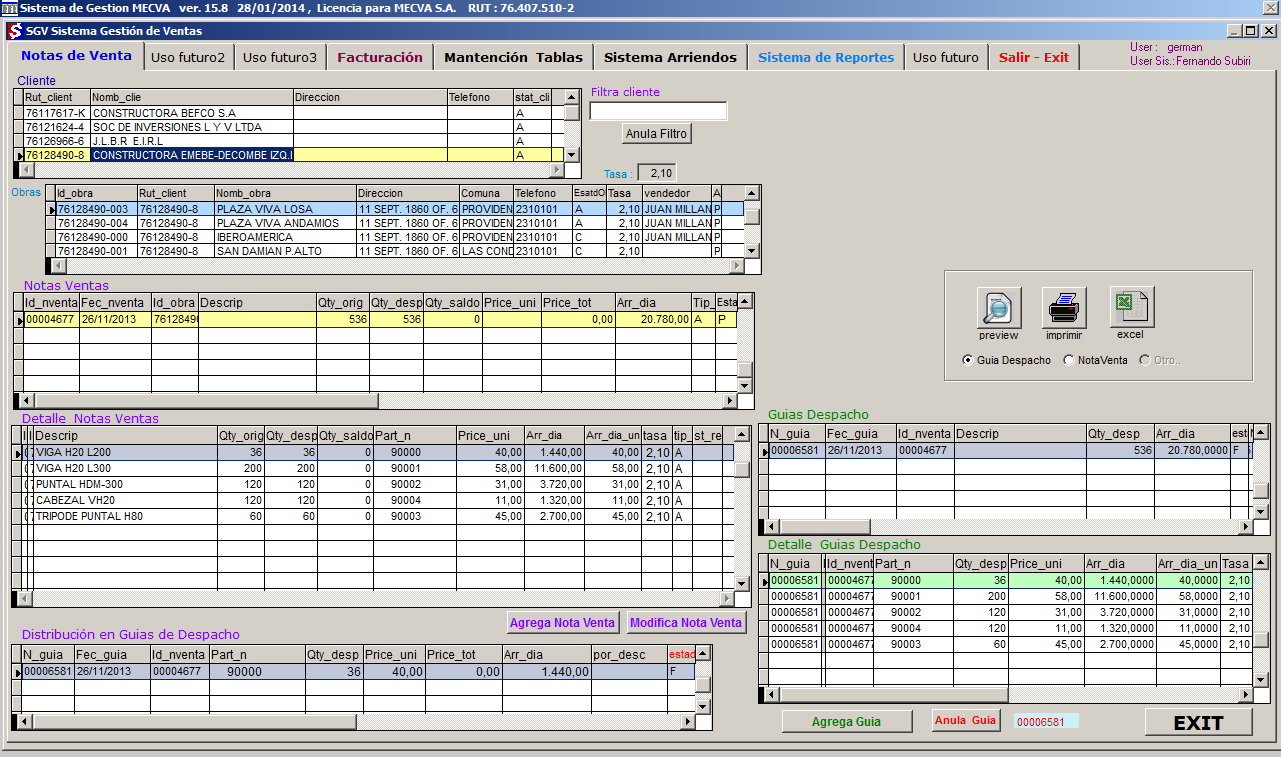 Sistema de Gestion MECVA ver. 15.8 28/01/2014 , Licencia para MECVA S.A. RUT : 76.407.510-2
SGV Sistema Gestión de Ventas
Notas de Venta Uso futuro2 Uso futuro3 Facturación Mantención Tablas Sistema Arriendos Sistema de Reportes Uso futuro Salir - Exit
User : german
User Sis.: Fernando Subiri
Cliente
Rut_client Nomb_clie Direccion Telefono stat_cli
76117617-K CONSTRUCTORA BEFCO S.A A
76121624-4 SOC DE INVERSIONES L Y V LTDA A
76126966-6 J.L.B.R E.I.R.L A
76128490-8 CONSTRUCTORA EMEBE-DECOMBE IZQ.I A
Filtra cliente
Anula Filtro
Tasa : 2,10
Obras
Id_obra Rut_client Nomb_obra Direccion Comuna Telefono EsatdO Tasa vendedor A
76128490-003 76128490-8 PLAZA VIVA LOSA 11 SEPT. 1860 OF. 6 PROVIDEN 2310101 A 2,10 JUAN MILLAN P
76128490-004 76128490-8 PLAZA VIVA ANDAMIOS 11 SEPT. 1860 OF. 6 PROVIDEN 2310101 A 2,10 JUAN MILLAN P
76128490-000 76128490-8 IBEROAMERICA 11 SEPT. 1860 OF. 6 PROVIDEN 2310101 C 2,10 JUAN MILLAN P
76128490-001 76128490-8 SAN DAMIAN P.ALTO 11 SEPT. 1860 OF. 6 LAS COND 2310101 C 2,10 P
Notas Ventas
Id_nventa Fec_nventa Id_obra Descrip Qty_orig Qty_desp Qty_saldo Price_uni Price_tot Arr_dia Tip_ Esta
00004677 26/11/2013 7612849 536 536 0 0,00 20.780,00 A P
preview imprimir excel
Guia Despacho NotaVenta Otro..
Detalle Notas Ventas
Descrip Qty_orig Qty_desp Qty_saldo Part_n Price_uni Arr_dia Arr_dia_un tasa tip_ st_re
VIGA H20 L200 36 36 0 90000 40,00 1.440,00 40,00 2,10 A
VIGA H20 L300 200 200 0 90001 58,00 11.600,00 58,00 2,10 A
PUNTAL HDM-300 120 120 0 90002 31,00 3.720,00 31,00 2,10 A
CABEZAL VH20 120 120 0 90004 11,00 1.320,00 11,00 2,10 A
TRIPODE PUNTAL H80 60 60 0 90003 45,00 2.700,00 45,00 2,10 A
Agrega Nota Venta Modifica Nota Venta
Distribución en Guias de Despacho
N_guia Fec_guia Id_nventa Part_n Qty_desp Price_uni Price_tot Arr_dia por_desc estad
00006581 26/11/2013 00004677 90000 36 40,00 0,00 1.440,00 F
Guias Despacho
N_guia Fec_guia Id_nventa Descrip Qty_desp Arr_dia est
00006581 26/11/2013 00004677 536 20.780,0000 F
Detalle Guias Despacho
N_guia Id_nvent Part_n Qty_desp Price_uni Arr_dia Arr_dia_un Tasa
00006581 00004677 90000 36 40,00 1.440,0000 40,0000 2,10
00006581 00004677 90001 200 58,00 11.600,0000 58,0000 2,10
00006581 00004677 90002 120 31,00 3.720,0000 31,0000 2,10
00006581 00004677 90004 120 11,00 1.320,0000 11,0000 2,10
00006581 00004677 90003 60 45,00 2.700,0000 45,0000 2,10
Agrega Guia Anula Guia 00006581 EXIT